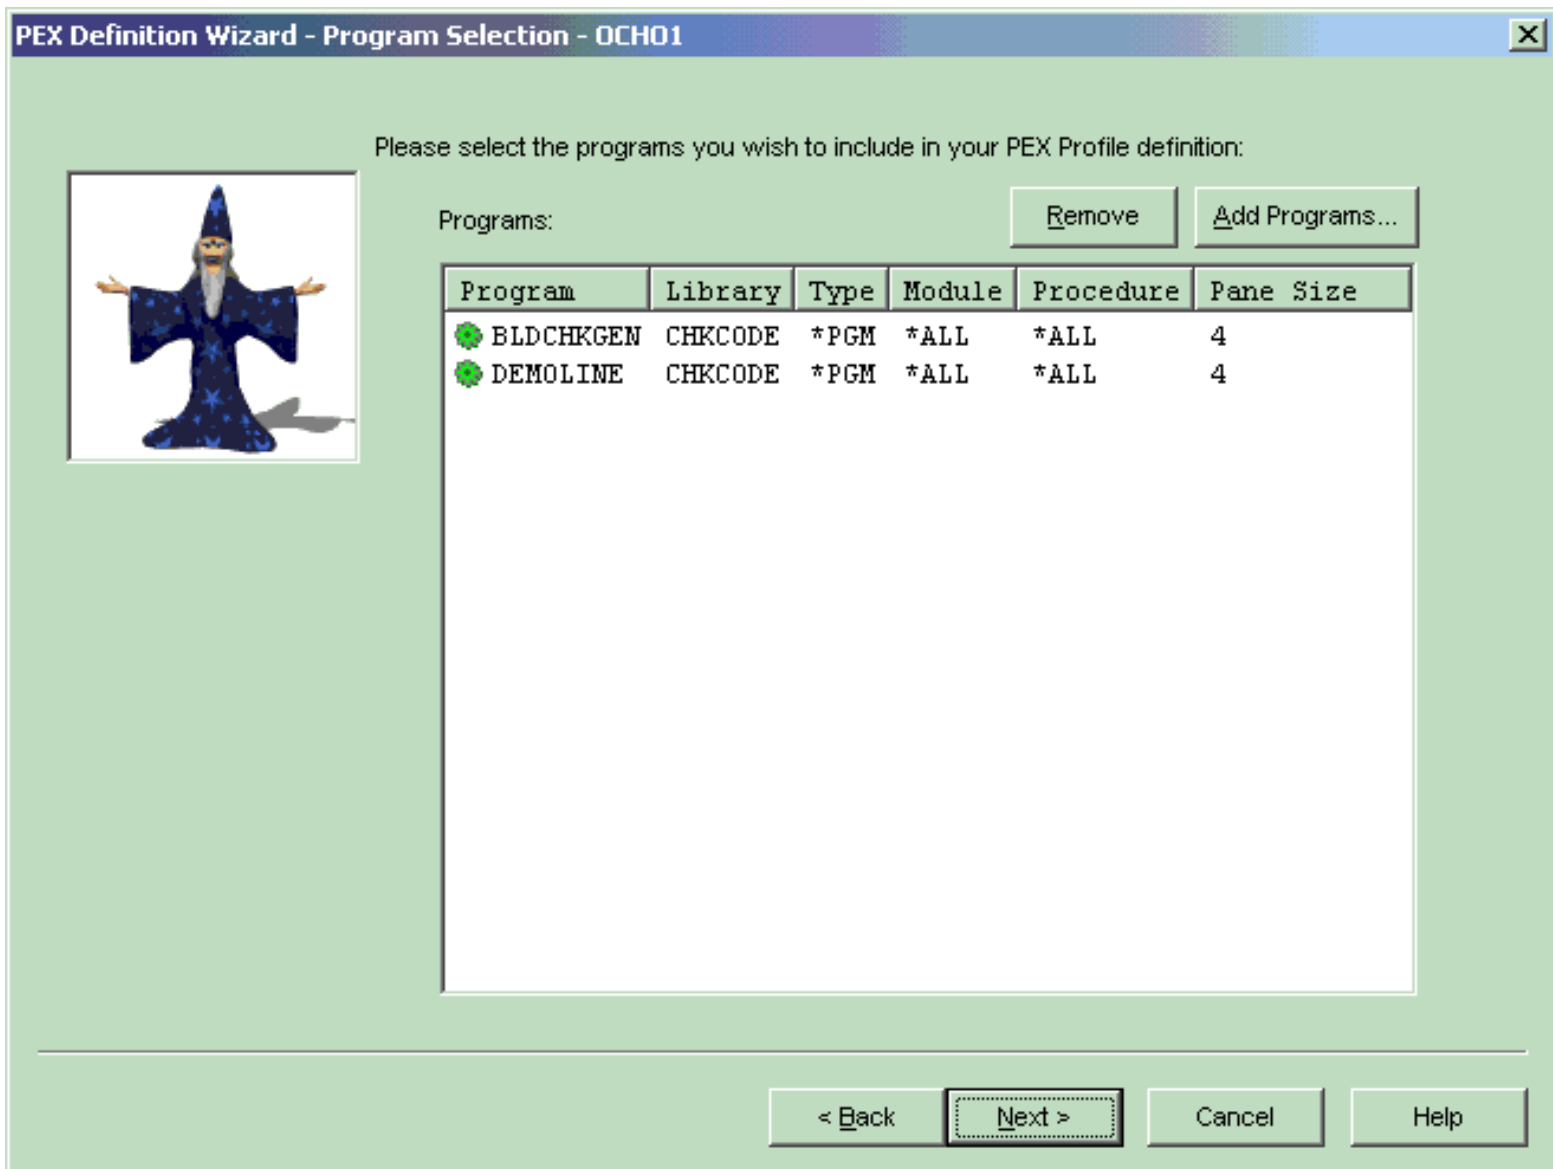 PEX Definition Wizard - Program Selection - OCHO1
Please select the programs you wish to include in your PEX Profile definition:
Programs:
Remove
Add Programs...
Program Library Type Module Procedure Pane Size
BLDCHKGEN CHKCODE *PGM *ALL *ALL 4
DEMOLINE CHKCODE *PGM *ALL *ALL 4
< Back
Next >
Cancel
Help